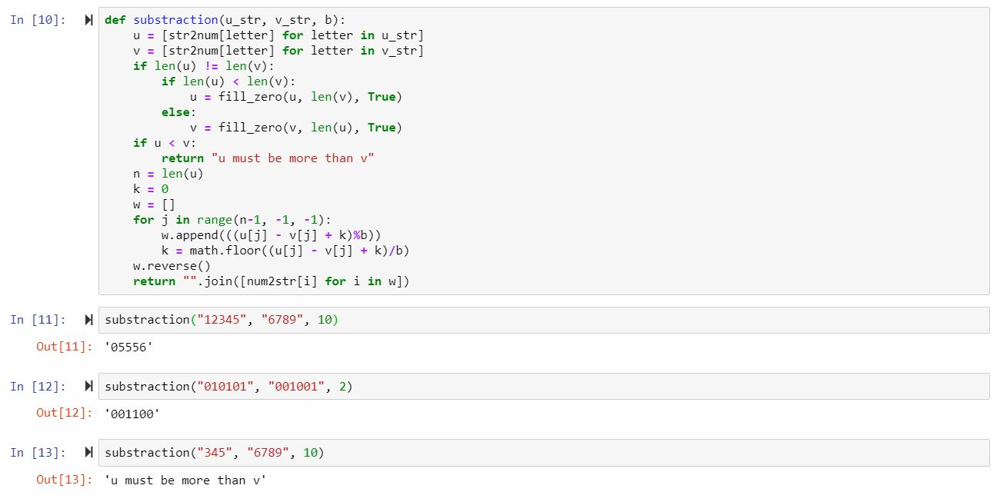 In [10]: def substraction(u_str, v_str, b):
    u = [str2num[letter] for letter in u_str]
    v = [str2num[letter] for letter in v_str]
    if len(u) != len(v):
        if len(u) < len(v):
            u = fill_zero(u, len(v), True)
        else:
            v = fill_zero(v, len(u), True)
    if u < v:
        return "u must be more than v"
    n = len(u)
    k = 0
    w = []
    for j in range(n-1, -1, -1):
        w.append(((u[j] - v[j] + k)%b))
        k = math.floor((u[j] - v[j] + k)/b)
    w.reverse()
    return "".join([num2str[i] for i in w])
In [11]: substraction("12345", "6789", 10)
Out[11]: '05556'
In [12]: substraction("010101", "001001", 2)
Out[12]: '001100'
In [13]: substraction("345", "6789", 10)
Out[13]: 'u must be more than v'